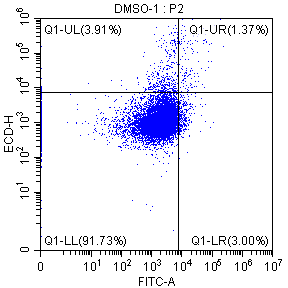 DMSO-1 : P2
Q1-UL(3.91%) Q1-UR(1.37%)
10^6
10^5
10^4
10^3
10^2
10^1
0
ECD-H
Q1-LL(91.73%) Q1-LR(3.00%)
0 10^1 10^2 10^3 10^4 10^5 10^6 10^7
FITC-A